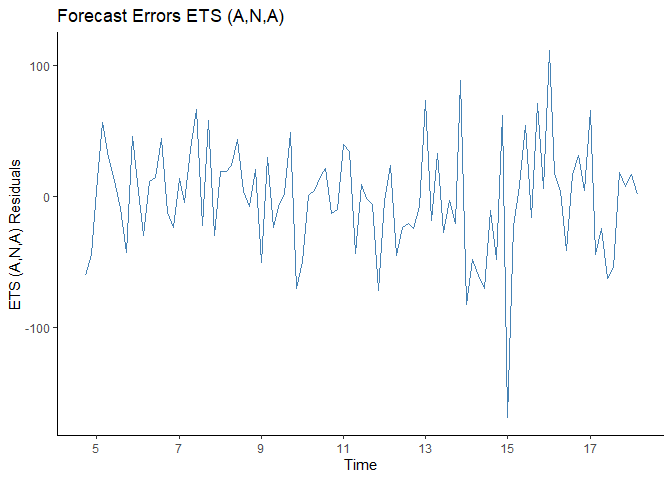 Forecast Errors ETS (A,N,A)
ETS (A,N,A) Residuals
100
0
-100
5 7 9 11 13 15 17
Time